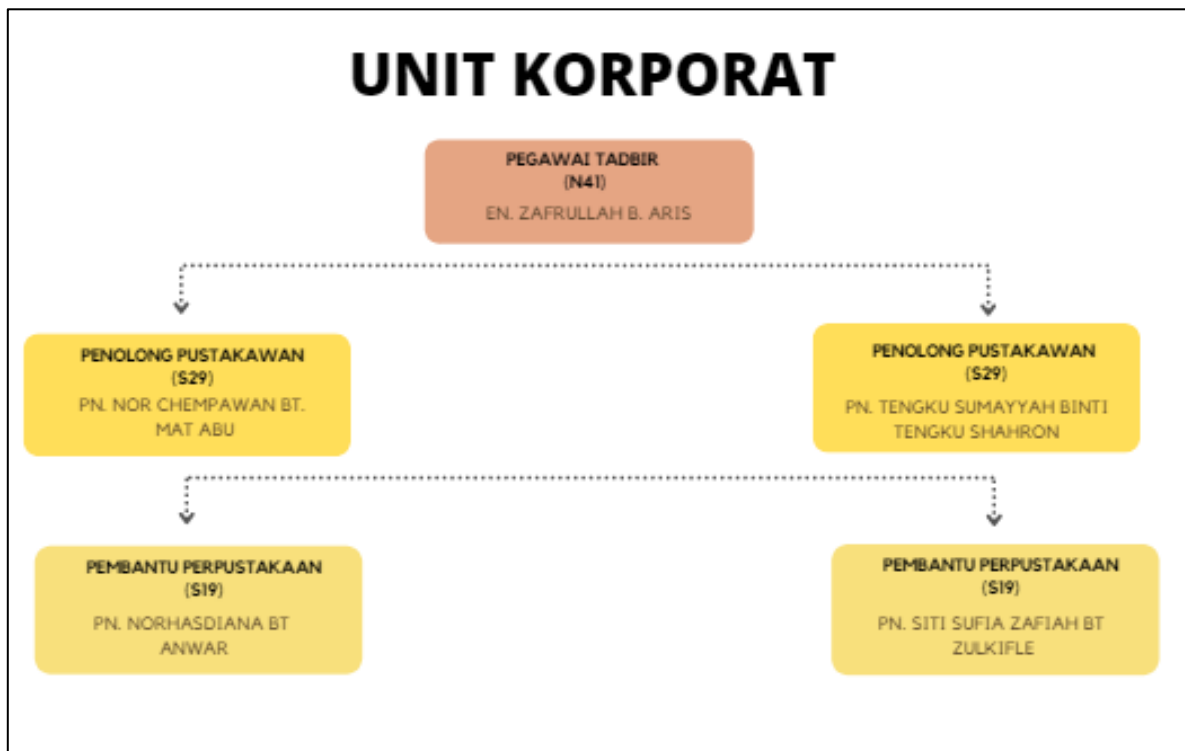 UNIT KORPORAT
PEGAWAI TADBIR
(N41)
EN. ZAFRULLAH B. ARIS
PENOLONG PUSTAKAWAN
(S29)
PN. NOR CHEMPAWAN BT.
MAT ABU
PENOLONG PUSTAKAWAN
(S29)
PN. TENGKU SUMAYYAH BINTI
TENGKU SHAHRON
PEMBANTU PERPUSTAKAAN
(S19)
PN. NORHASDIANA BT
ANWAR
PEMBANTU PERPUSTAKAAN
(S19)
PN. SITI SUFIA ZAFIAH BT
ZULKIFLE